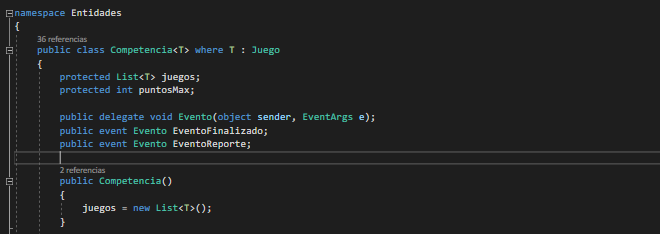 namespace Entidades
{
36 referencias
public class Competencia<T> where T : Juego
{
protected List<T> juegos;
protected int puntosMax;
public delegate void Evento(object sender, EventArgs e);
public event Evento EventoFinalizado;
public event Evento EventoReporte;
2 referencias
public Competencia()
{
juegos = new List<T>();
}